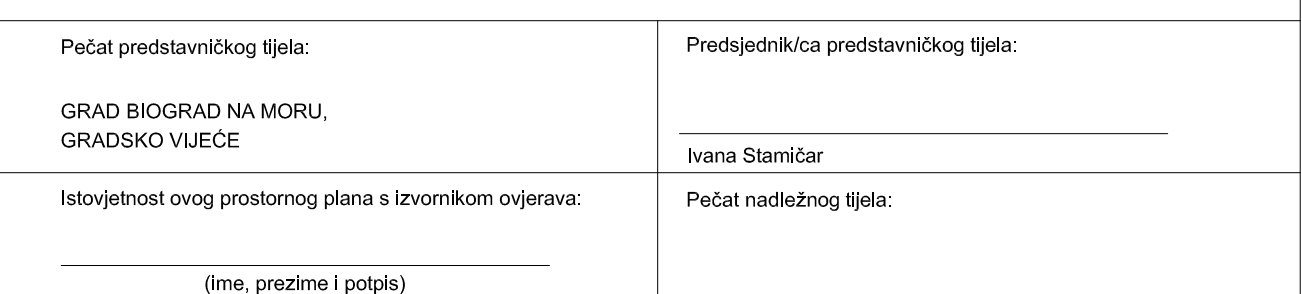 Pečat predstavničkog tijela:
GRAD BIOGRAD NA MORU,
GRADSKO VIJEĆE
Predsjednik/ca predstavničkog tijela:
Ivana Stamičar
Istovjetnost ovog prostornog plana s izvornikom ovjerava:
(ime, prezime i potpis)
Pečat nadležnog tijela: